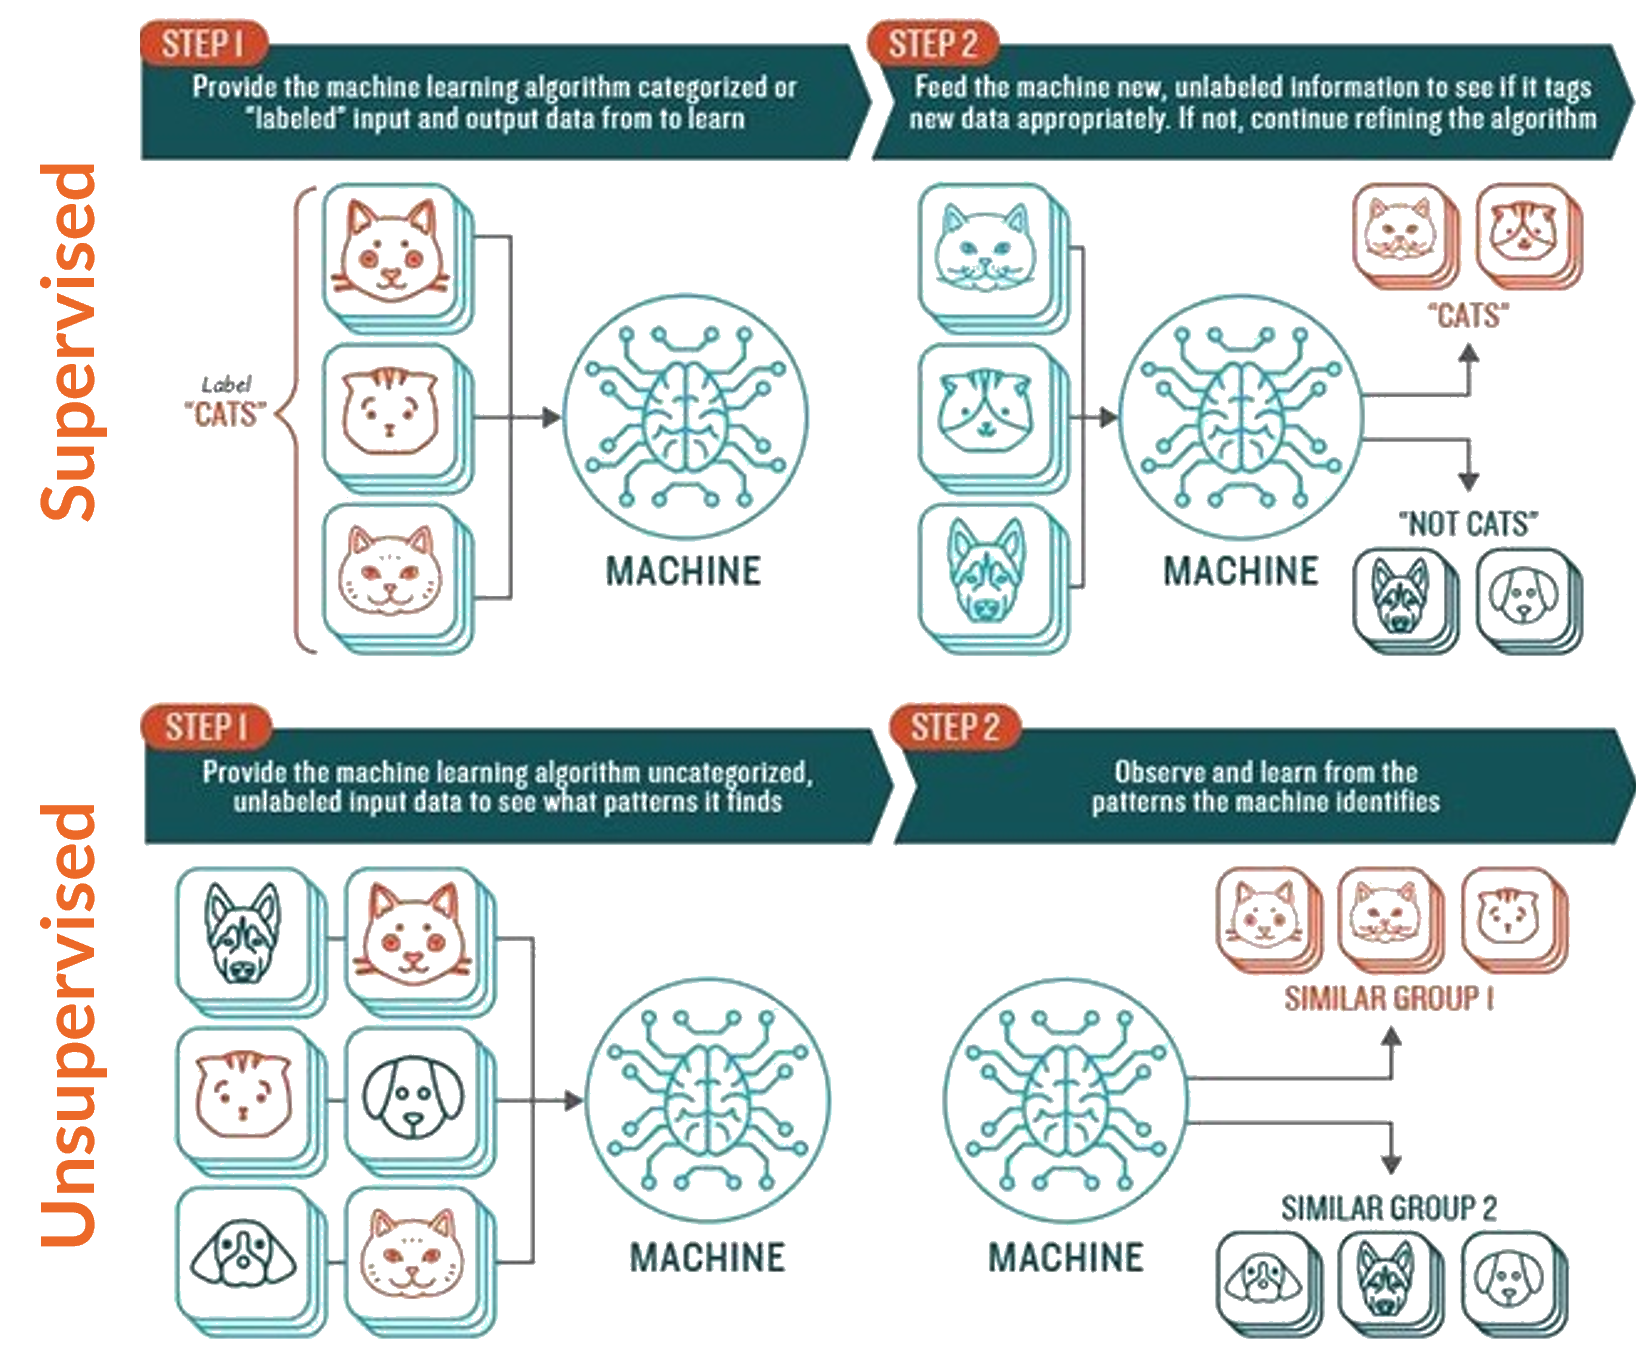 Supervised
STEP 1
Provide the machine learning algorithm categorized or
"labeled" input and output data from to learn
STEP 2
Feed the machine new, unlabeled information to see if it tags
new data appropriately. If not, continue refining the algorithm
Label
"CATS"
MACHINE
MACHINE
"CATS"
"NOT CATS"
Unsupervised
STEP 1
Provide the machine learning algorithm uncategorized,
unlabeled input data to see what patterns it finds
STEP 2
Observe and learn from the
patterns the machine identifies
MACHINE
MACHINE
SIMILAR GROUP 1
SIMILAR GROUP 2